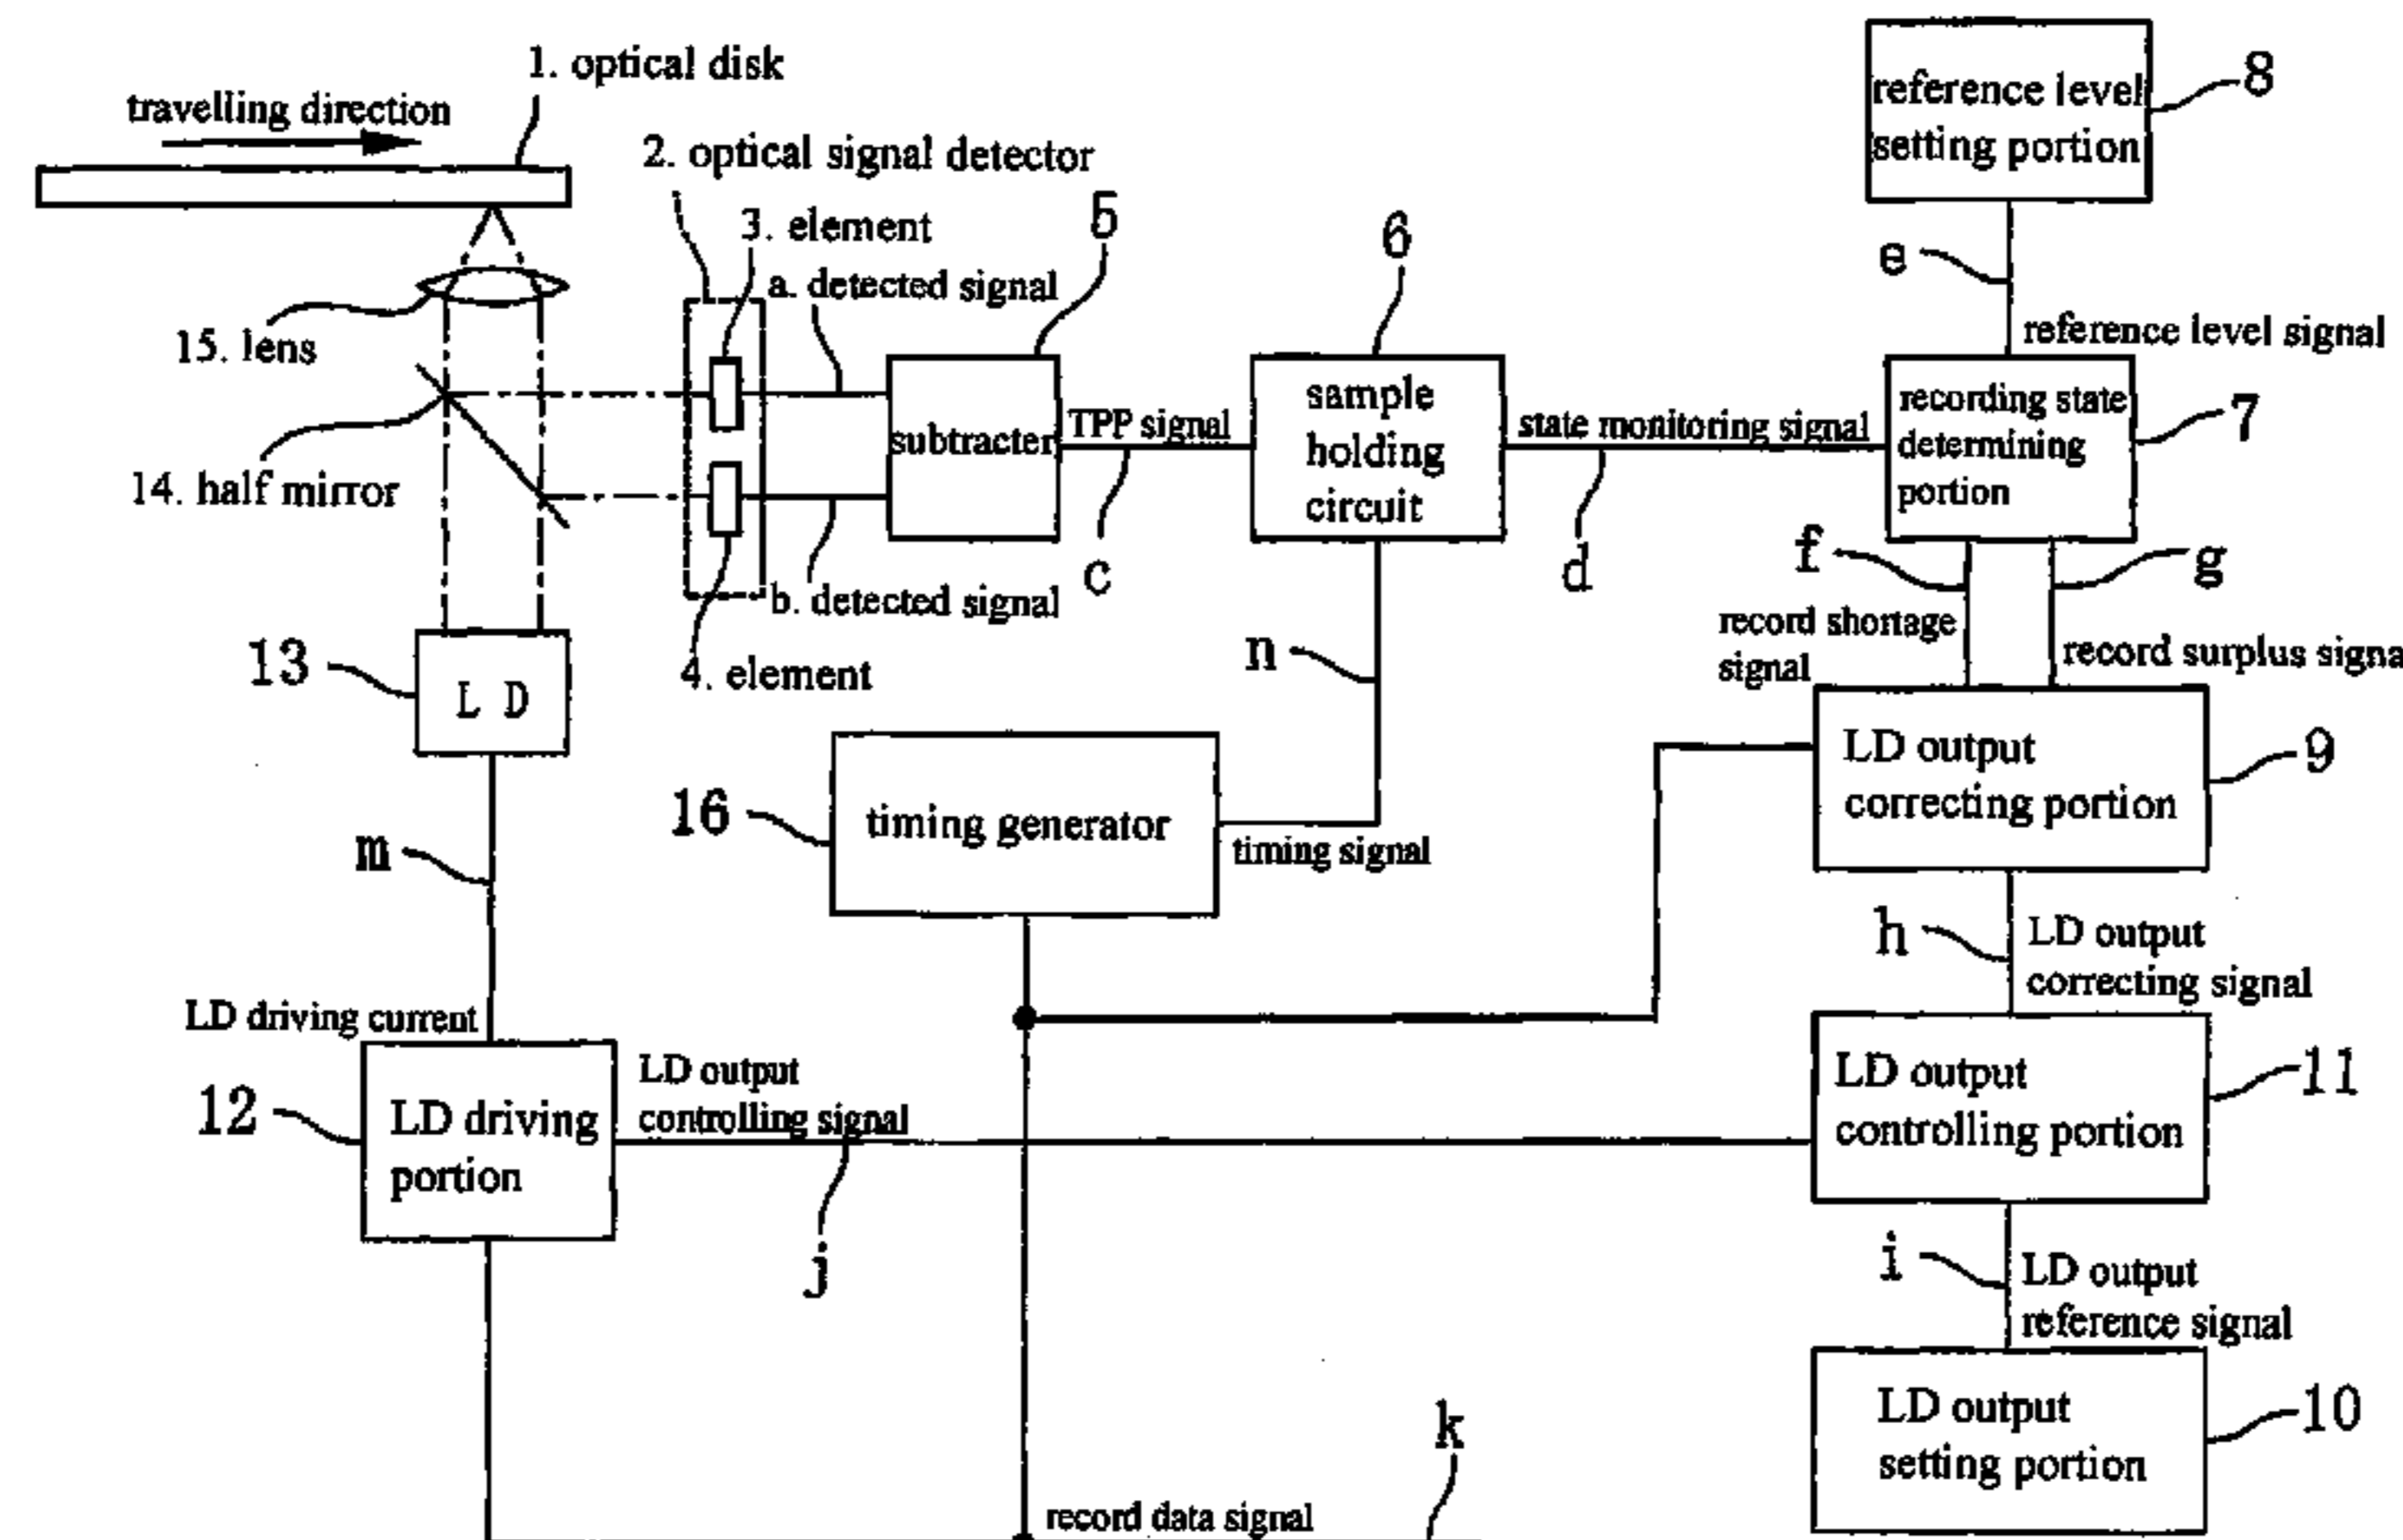 1. optical disk
travelling direction
2. optical signal detector
3. element
a. detected signal
5
6
reference level
setting portion
8
e
reference level signal
15. lens
14. half mirror
subtracter
TPP signal
c
sample
holding
circuit
state monitoring signal
d
recording state
determining
portion
7
b. detected signal
4. element
f
g
record shortage
signal
record surplus signa
13
L D
n
16
timing generator
timing signal
LD output
correcting portion
9
m
h
LD output
correcting signal
LD driving current
12
LD driving
portion
LD output
controlling signal
j
LD output
controlling portion
11
i
LD output
reference signal
LD output
setting portion
10
k
record data signal